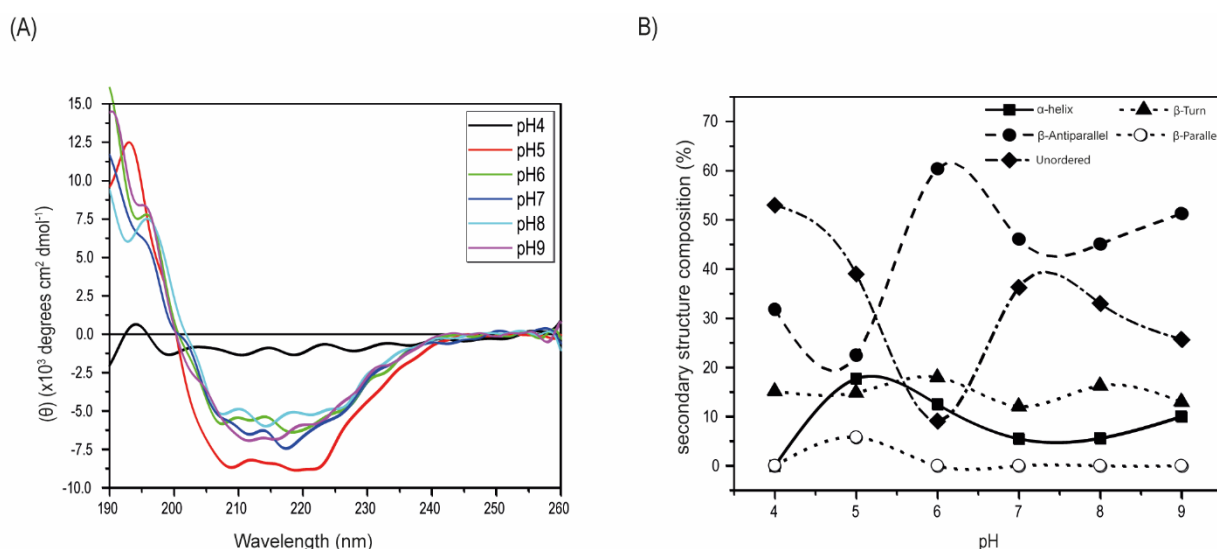 (A)
B)
15.0
12.5
10.0
7.5
5.0
2.5
0.0
-2.5
-5.0
-7.5
-10.0
(θ) (x10³ degrees cm² dmol⁻¹)
pH4
pH5
pH6
pH7
pH8
pH9
190 200 210 220 230 240 250 260
Wavelength (nm)
α-helix
β-Turn
β-Antiparallel
β-Paralle
Unordered
70
60
50
40
30
20
10
0
secondary structure composition (%)
4 5 6 7 8 9
pH